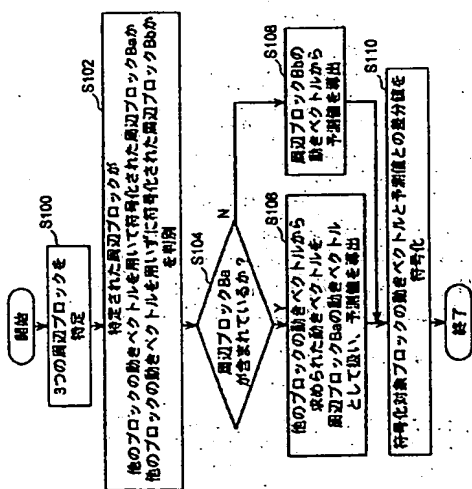 開始
S100
3つの周辺ブロックを
特定
S102
特定された周辺ブロックが
他のブロックの動きベクトルを用いて符号化された周辺ブロックBaか
他のブロックの動きベクトルを用いずに符号化された周辺ブロックBbか
を判別
S104
周辺ブロックBa
が含まれているか?
Y
N
S106
他のブロックの動きベクトルから
求められた動きベクトルを
周辺ブロックBaの動きベクトル
として扱い、予測値を導出
S108
周辺ブロックBbの
動きベクトルから
予測値を導出
S110
符号化対象ブロックの動きベクトルと予測値との差分値を
符号化
終了